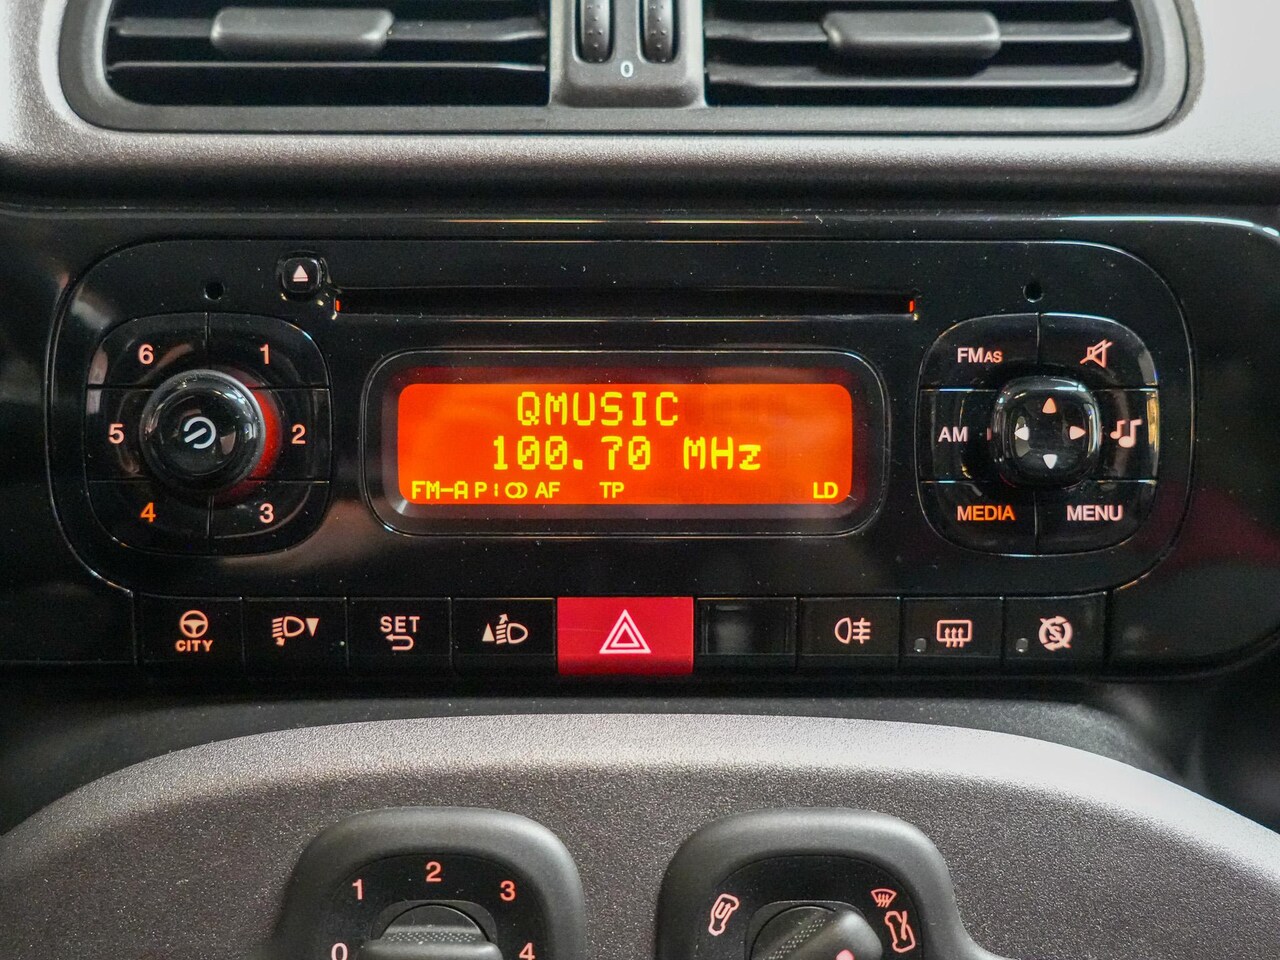 0
6 1
5 2
4 3
QMUSIC
100.70 MHz
FM-A P: AF TP LD
FMAS
AM
MEDIA MENU
CITY
SET
0 1 2 3 4